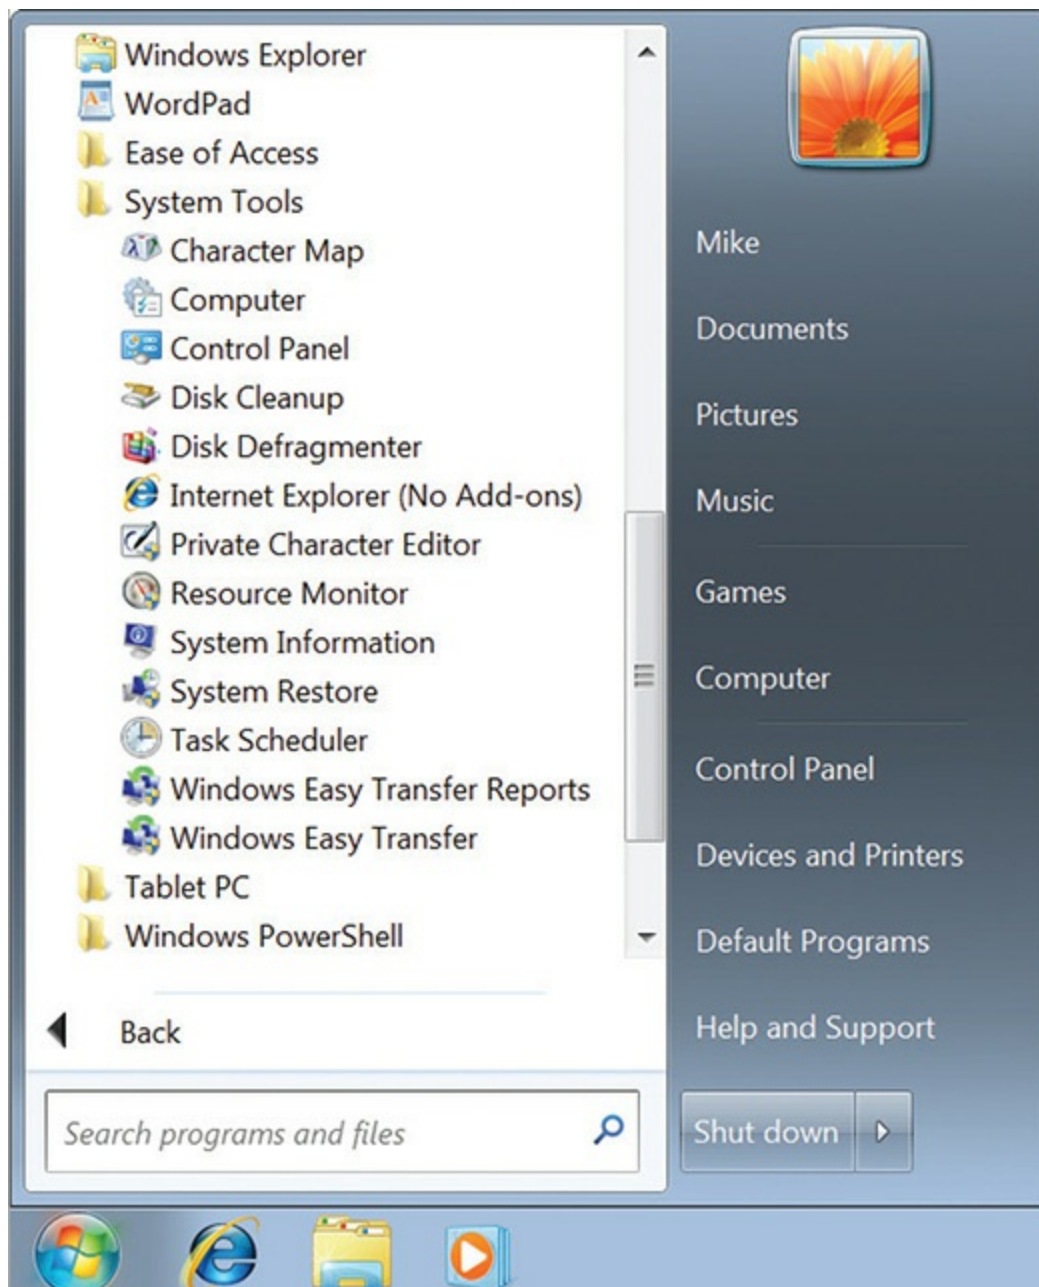 Windows Explorer
WordPad
Ease of Access
System Tools
Character Map
Computer
Control Panel
Disk Cleanup
Disk Defragmenter
Internet Explorer (No Add-ons)
Private Character Editor
Resource Monitor
System Information
System Restore
Task Scheduler
Windows Easy Transfer Reports
Windows Easy Transfer
Tablet PC
Windows PowerShell
Back
Search programs and files
Mike
Documents
Pictures
Music
Games
Computer
Control Panel
Devices and Printers
Default Programs
Help and Support
Shut down